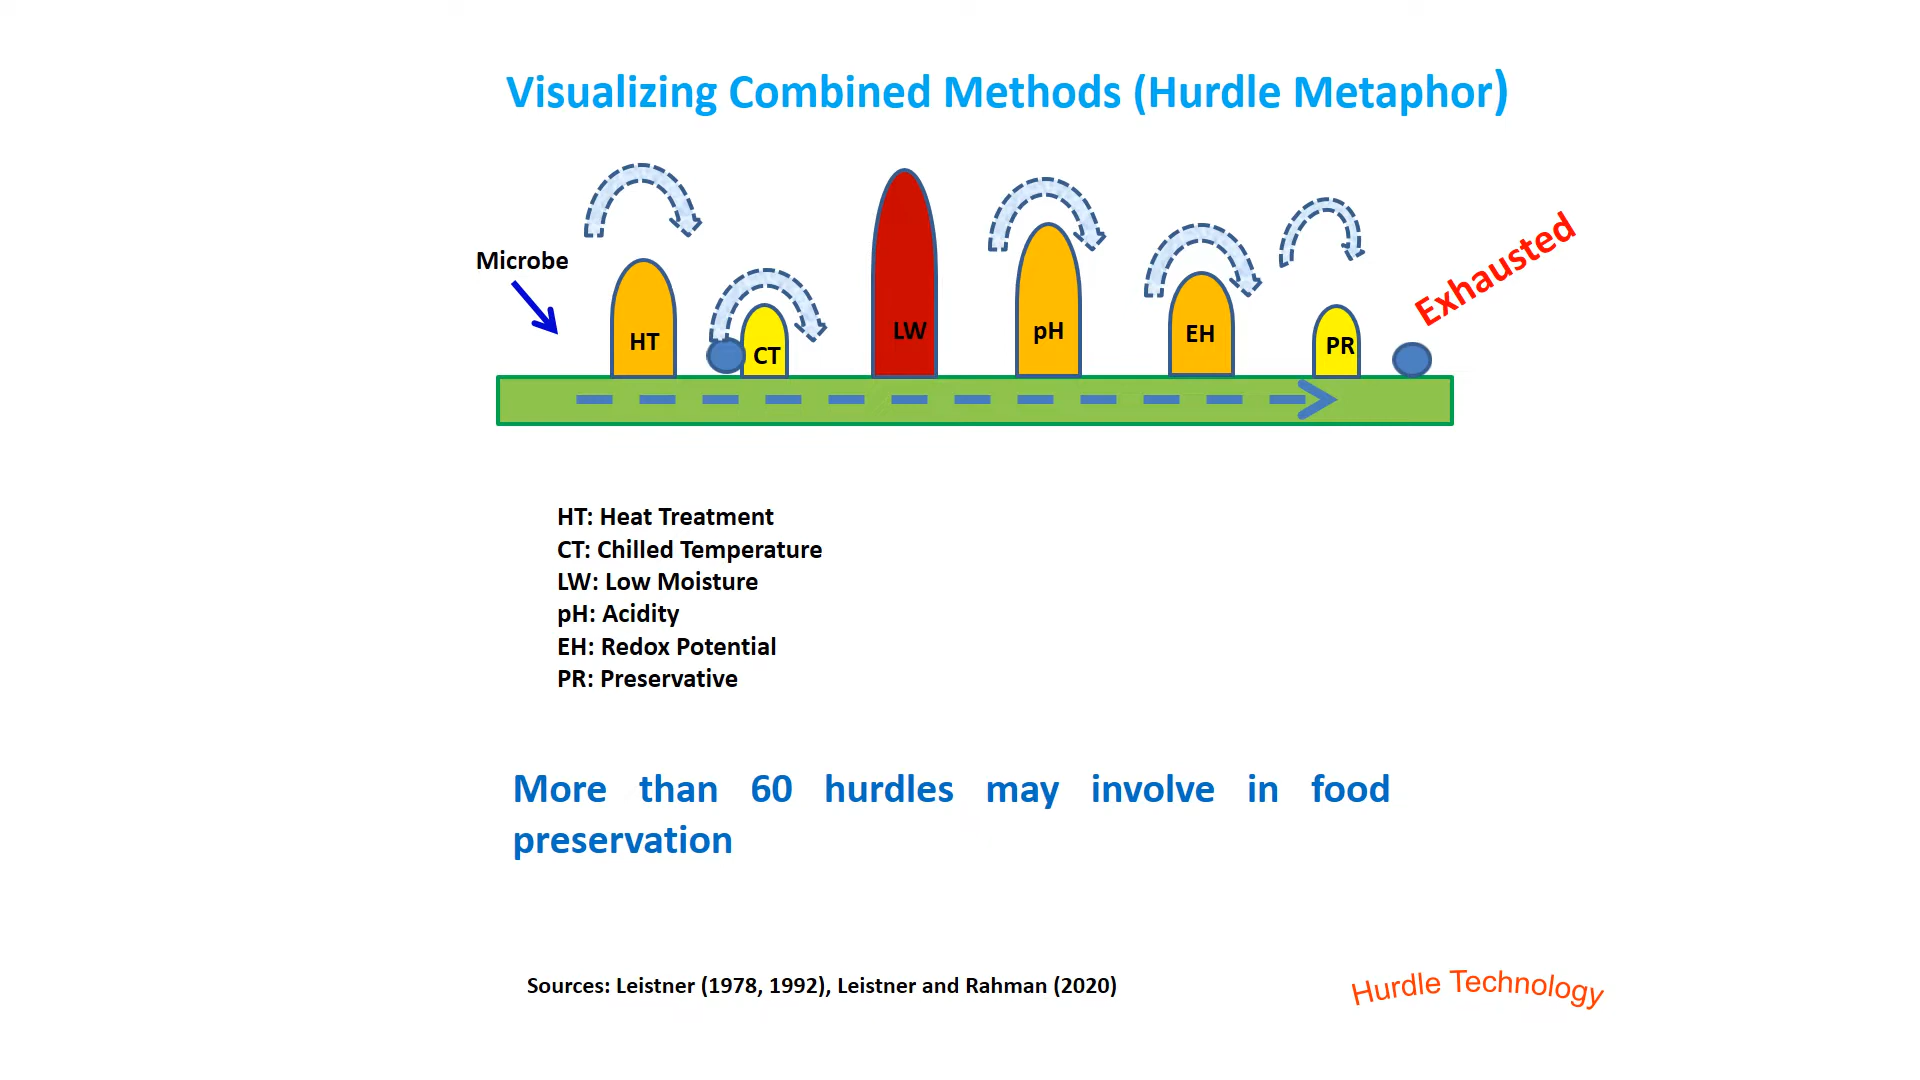 Visualizing Combined Methods (Hurdle Metaphor)
Microbe
Exhausted
HT
CT
LW
pH
EH
PR
HT: Heat Treatment
CT: Chilled Temperature
LW: Low Moisture
pH: Acidity
EH: Redox Potential
PR: Preservative
More than 60 hurdles may involve in food
preservation
Sources: Leistner (1978, 1992), Leistner and Rahman (2020)
Hurdle Technology